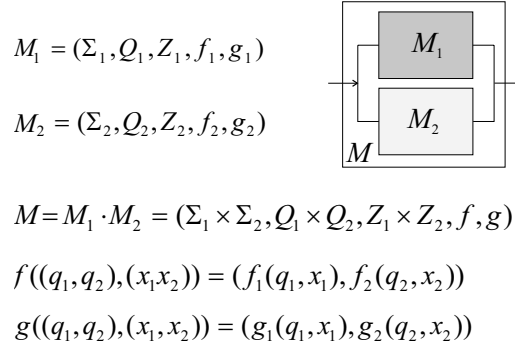 M₁ = (Σ₁,Q₁,Z₁,f₁,g₁)
M₂ = (Σ₂,Q₂,Z₂,f₂,g₂)
M₁
M₂
M
M=M₁·M₂ = (Σ₁×Σ₂,Q₁×Q₂,Z₁×Z₂,f,g)
f((q₁,q₂),(x₁x₂)) = (f₁(q₁,x₁),f₂(q₂,x₂))
g((q₁,q₂),(x₁,x₂)) = (g₁(q₁,x₁),g₂(q₂,x₂))